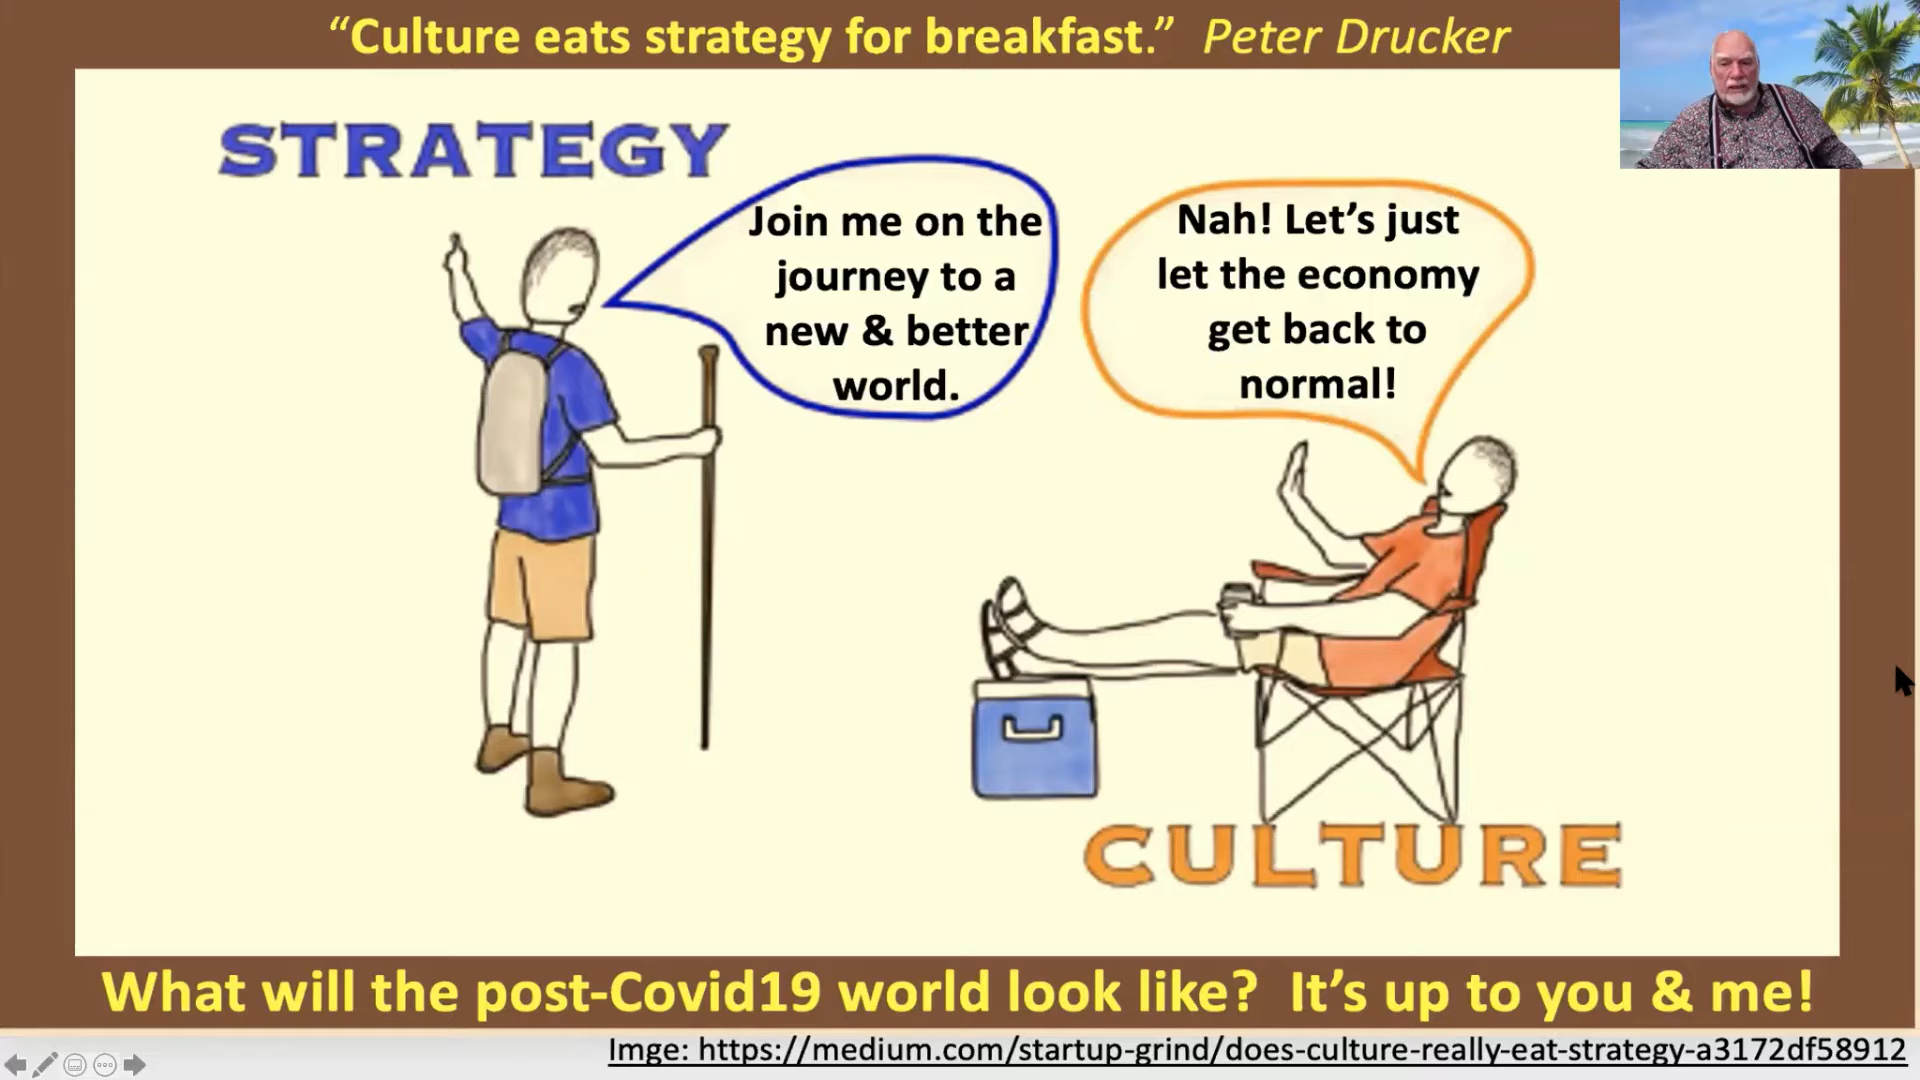 “Culture eats strategy for breakfast.” Peter Drucker
STRATEGY
Join me on the
journey to a
new & better
world.
Nah! Let’s just
let the economy
get back to
normal!
CULTURE
What will the post-Covid19 world look like? It’s up to you & me!
Imge: https://medium.com/startup-grind/does-culture-really-eat-strategy-a3172df58912